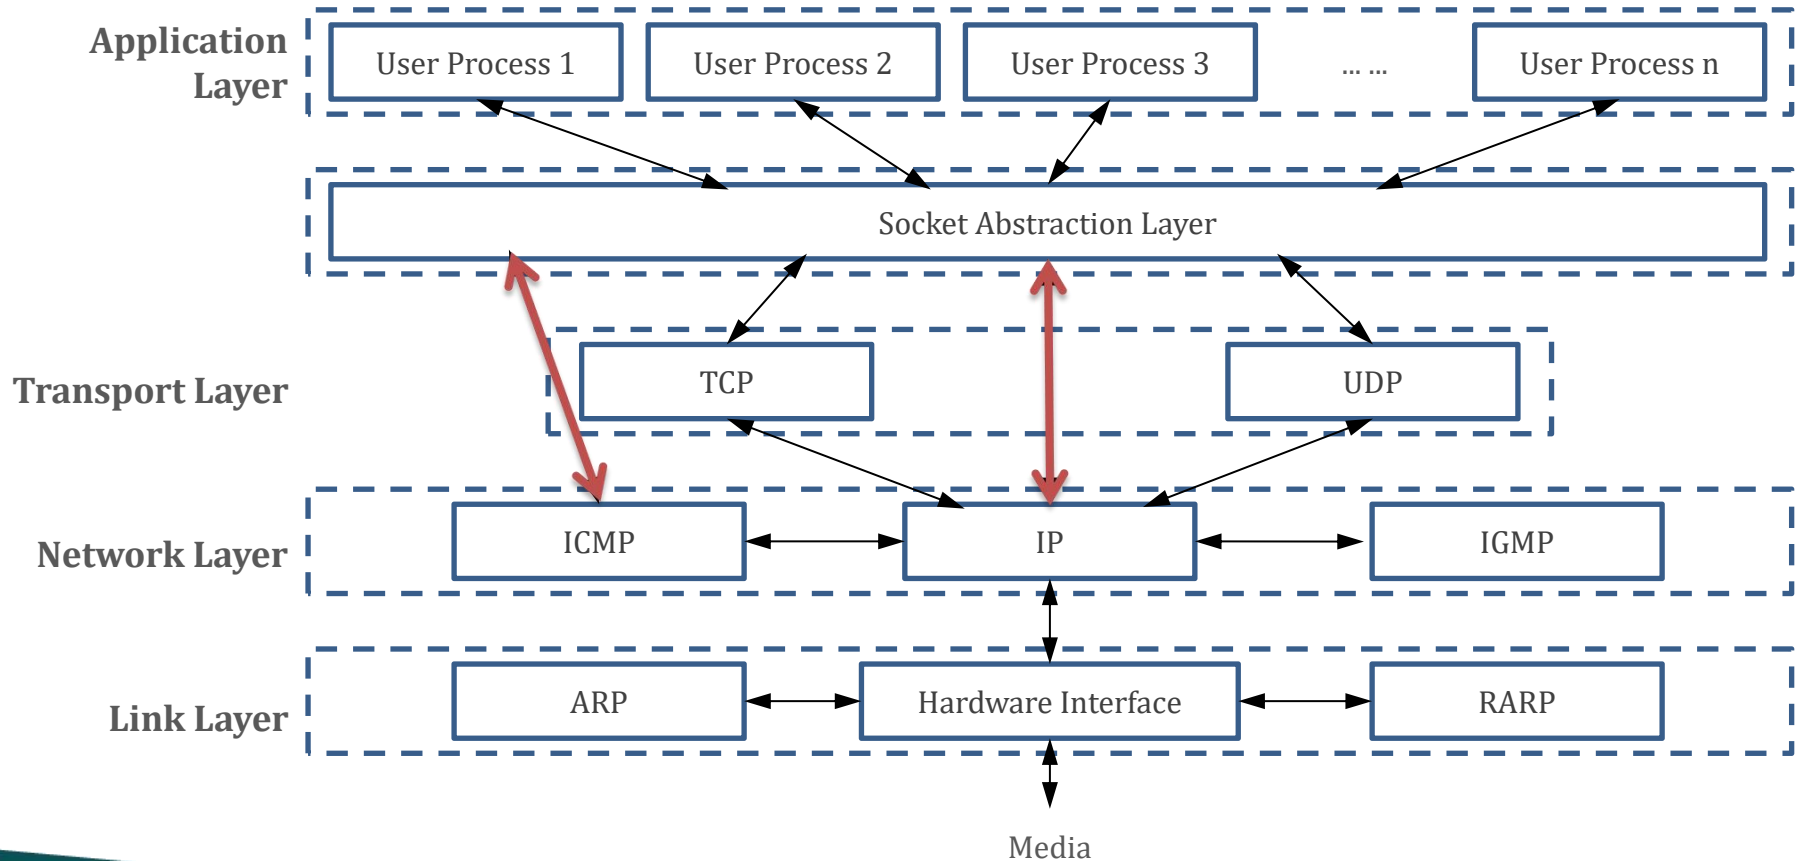 Application
Layer
User Process 1
User Process 2
User Process 3
... ...
User Process n
Socket Abstraction Layer
Transport Layer
TCP
UDP
Network Layer
ICMP
IP
IGMP
Link Layer
ARP
Hardware Interface
RARP
Media